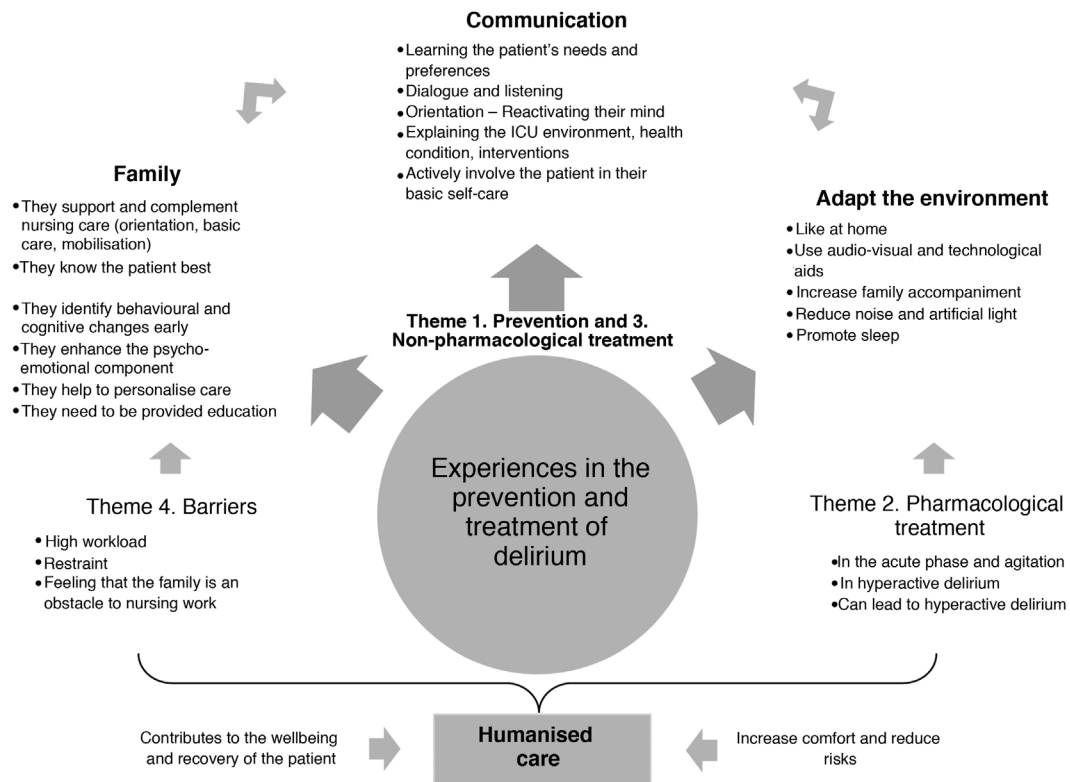 Communication
•Learning the patient's needs and
preferences
•Dialogue and listening
•Orientation – Reactivating their mind
•Explaining the ICU environment, health
condition, interventions
•Actively involve the patient in their
basic self-care
Family
•They support and complement
nursing care (orientation, basic
care, mobilisation)
•They know the patient best
•They identify behavioural and
cognitive changes early
•They enhance the psycho-
emotional component
•They help to personalise care
•They need to be provided education
Adapt the environment
•Like at home
•Use audio-visual and technological
aids
•Increase family accompaniment
•Reduce noise and artificial light
•Promote sleep
Theme 1. Prevention and 3.
Non-pharmacological treatment
Experiences in the
prevention and
treatment of
delirium
Theme 4. Barriers
•High workload
•Restraint
•Feeling that the family is an
obstacle to nursing work
Theme 2. Pharmacological
treatment
•In the acute phase and agitation
•In hyperactive delirium
•Can lead to hyperactive delirium
Contributes to the wellbeing
and recovery of the patient
Humanised
care
Increase comfort and reduce
risks